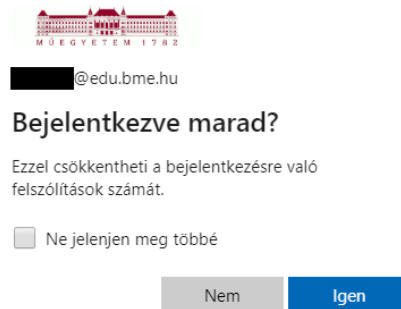 MŰEGYETEM 1782
@edu.bme.hu
Bejelentkezve marad?
Ezzel csökkentheti a bejelentkezésre való
felszólítások számát.
Ne jelenjen meg többé
Nem Igen